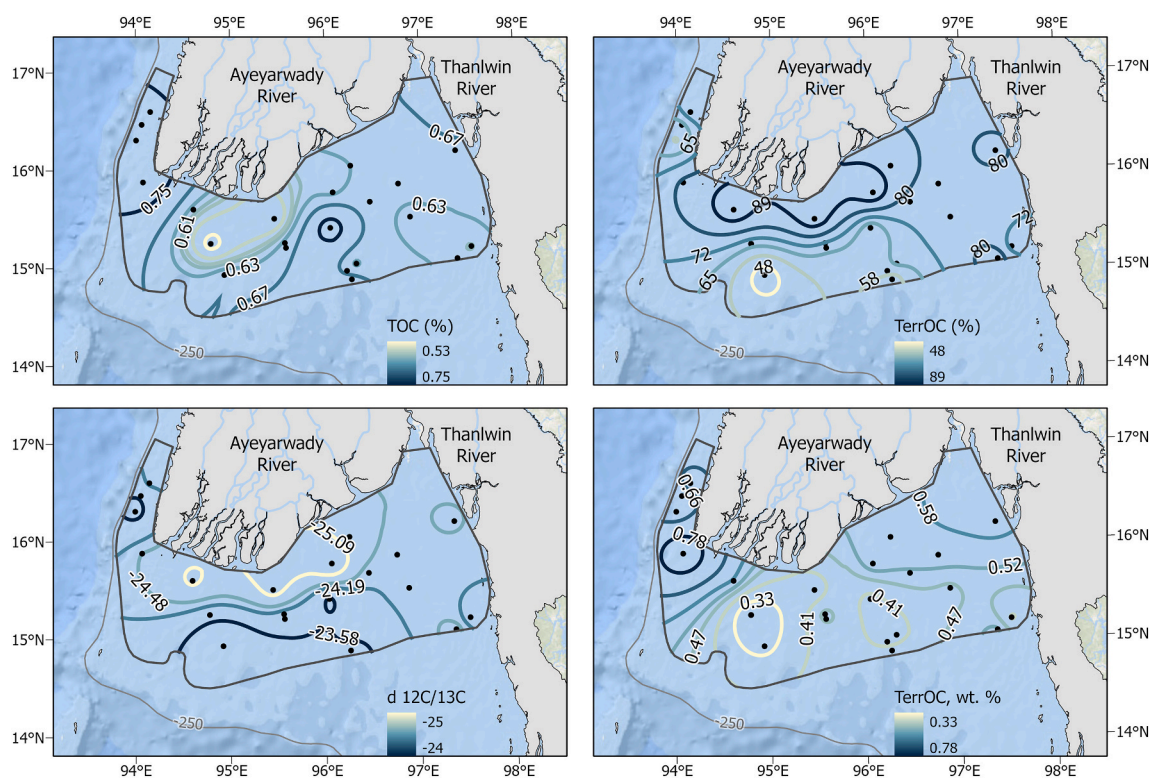 94°E 95°E 96°E 97°E 98°E
94°E 95°E 96°E 97°E 98°E
17°N
16°N
15°N
14°N
Ayeyarwady
River
Thanlwin
River
0.67
0.75
0.61
0.63
0.63
0.67
-250
TOC (%)
0.53
0.75
17°N
16°N
15°N
14°N
Ayeyarwady
River
Thanlwin
River
65
80
89
80
72
72
80
48
65
58
-250
TerrOC (%)
48
89
17°N
16°N
15°N
14°N
Ayeyarwady
River
Thanlwin
River
-25.09
-24.48
-24.19
-23.58
-250
d 12C/13C
-25
-24
94°E 95°E 96°E 97°E 98°E
17°N
16°N
15°N
14°N
Ayeyarwady
River
Thanlwin
River
0.66
0.58
0.78
0.52
0.33
0.41
0.41
0.47
0.47
-250
TerrOC, wt. %
0.33
0.78
94°E 95°E 96°E 97°E 98°E